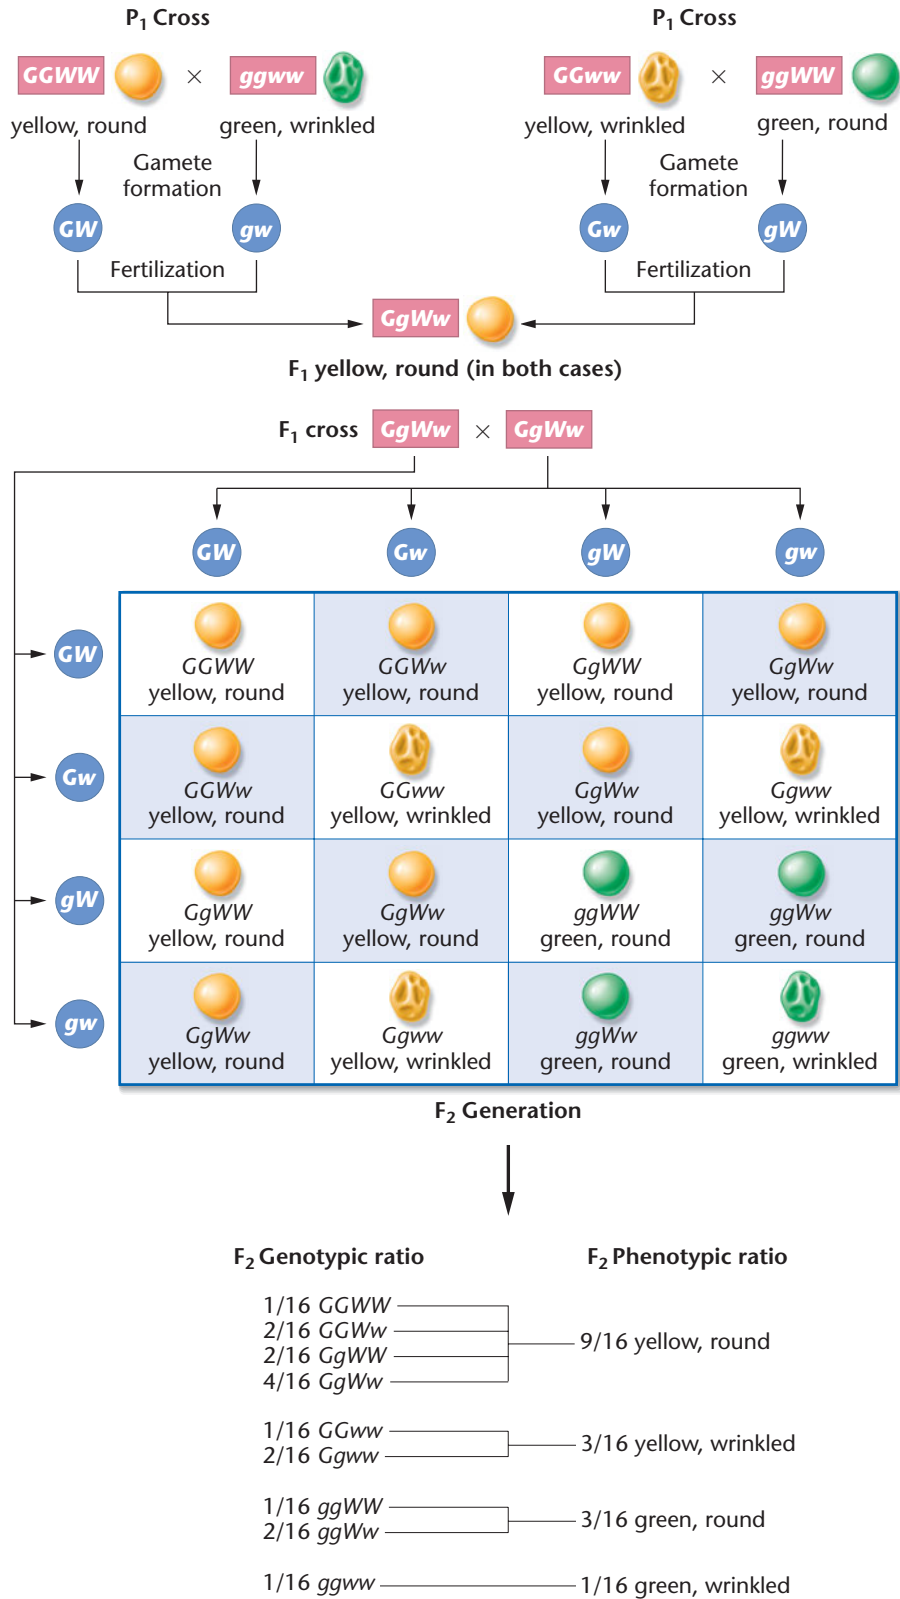 P1 Cross
GGWW × ggww
yellow, round green, wrinkled
Gamete
formation
GW gw
Fertilization
P1 Cross
GGww × ggWW
yellow, wrinkled green, round
Gamete
formation
Gw gW
Fertilization
GgWw
F1 yellow, round (in both cases)
F1 cross GgWw × GgWw
GW Gw gW gw
GW
GGWW GGWw GgWW GgWw
yellow, round yellow, round yellow, round yellow, round
Gw
GGWw GGww GgWw Ggww
yellow, round yellow, wrinkled yellow, round yellow, wrinkled
gW
GgWW GgWw ggWW ggWw
yellow, round yellow, round green, round green, round
gw
GgWw Ggww ggWw ggww
yellow, round yellow, wrinkled green, round green, wrinkled
F2 Generation
F2 Genotypic ratio F2 Phenotypic ratio
1/16 GGWW
2/16 GGWw
2/16 GgWW
4/16 GgWw
9/16 yellow, round
1/16 GGww
2/16 Ggww
3/16 yellow, wrinkled
1/16 ggWW
2/16 ggWw
3/16 green, round
1/16 ggww 1/16 green, wrinkled